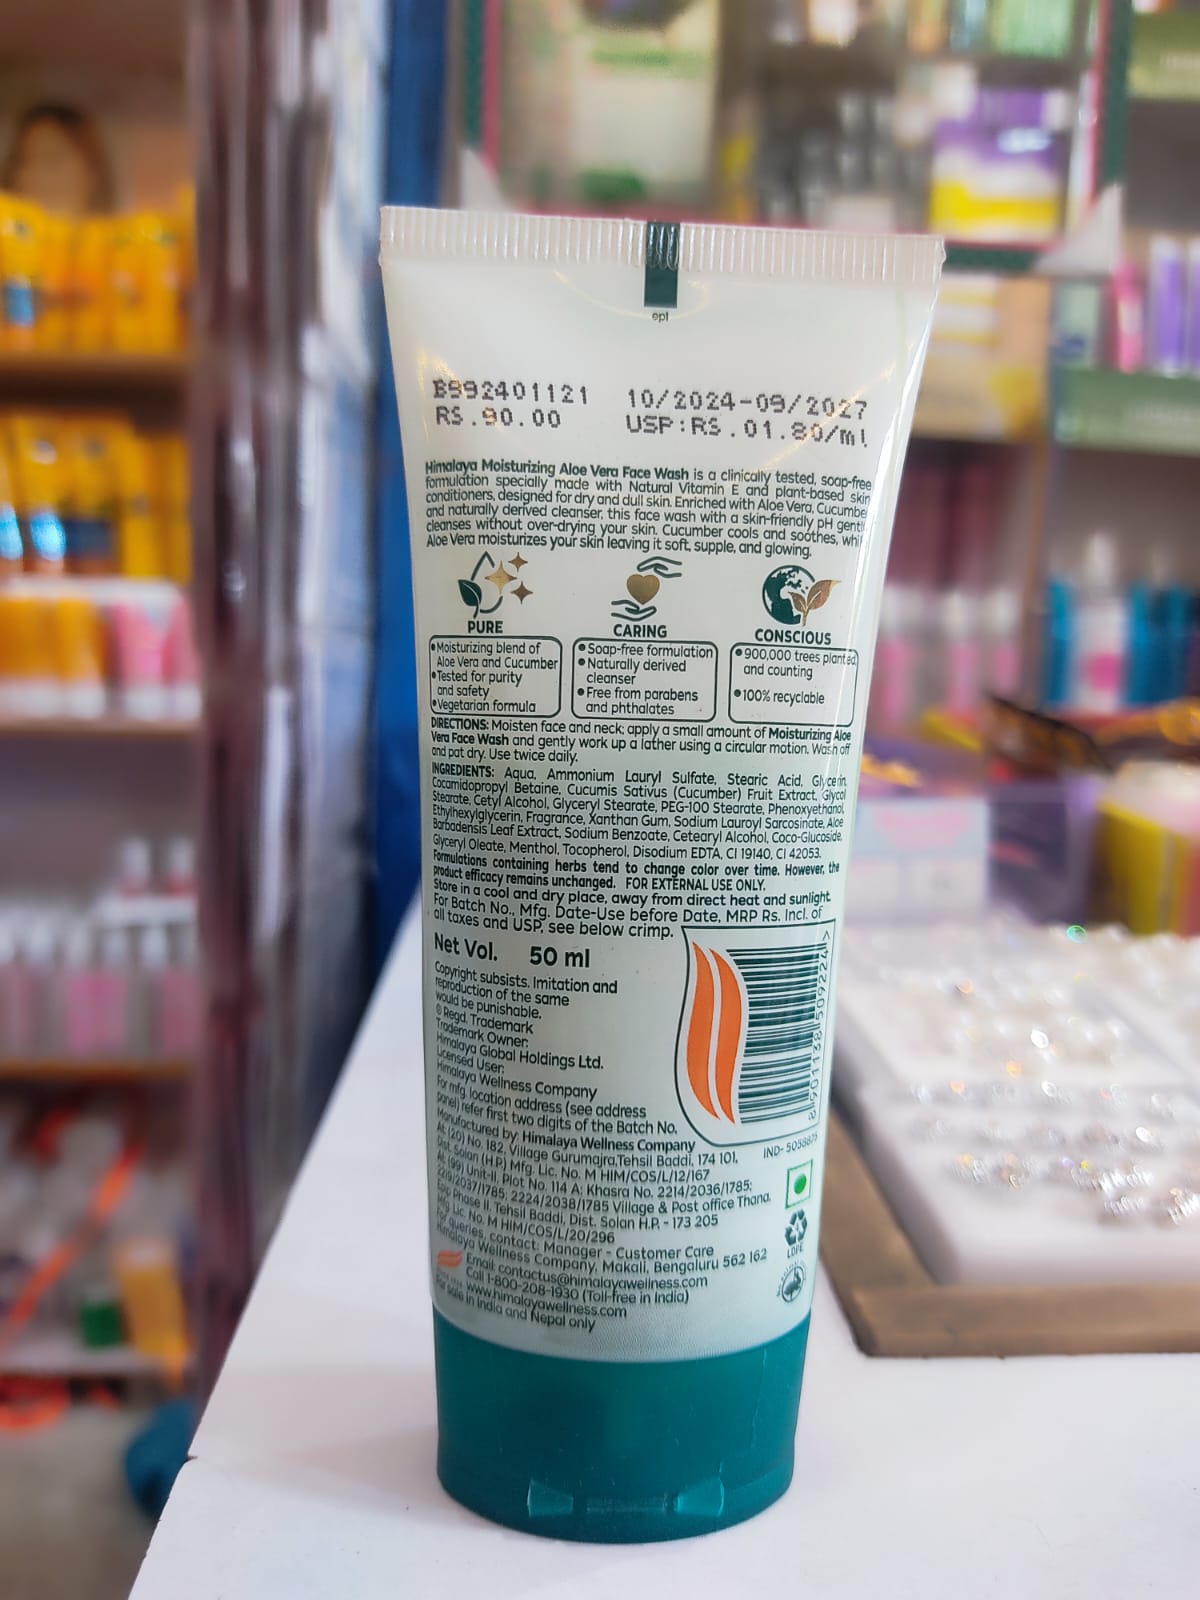 epl
B992401121 10/2024-09/2027
RS.90.00 USP:RS.01.80/ml
Himalaya Moisturizing Aloe Vera Face Wash is a clinically tested, soap-free
formulation specially made with Natural Vitamin E and plant-based skin
conditioners, designed for dry and dull skin. Enriched with Aloe Vera, Cucumbe
and naturally derived cleanser, this face wash with a skin-friendly pH gentl
cleanses without over-drying your skin. Cucumber cools and soothes, whil
Aloe Vera moisturizes your skin leaving it soft, supple, and glowing.
PURE
•Moisturizing blend of
Aloe Vera and Cucumber
•Tested for purity
and safety
•Vegetarian formula
CARING
•Soap-free formulation
•Naturally derived
cleanser
•Free from parabens
and phthalates
CONSCIOUS
•900,000 trees planted
and counting
•100% recyclable
DIRECTIONS: Moisten face and neck; apply a small amount of Moisturizing Aloe
Vera Face Wash and gently work up a lather using a circular motion. Wash off
and pat dry. Use twice daily.
INGREDIENTS: Aqua, Ammonium Lauryl Sulfate, Stearic Acid, Glycerin,
Cocamidopropyl Betaine, Cucumis Sativus (Cucumber) Fruit Extract, Glycol
Stearate, Cetyl Alcohol, Glyceryl Stearate, PEG-100 Stearate, Phenoxyethanol,
Ethylhexylglycerin, Fragrance, Xanthan Gum, Sodium Lauroyl Sarcosinate, Aloe
Barbadensis Leaf Extract, Sodium Benzoate, Cetearyl Alcohol, Coco-Glucoside,
Glyceryl Oleate, Menthol, Tocopherol, Disodium EDTA, CI 19140, CI 42053.
Formulations containing herbs tend to change color over time. However, the
product efficacy remains unchanged. FOR EXTERNAL USE ONLY.
Store in a cool and dry place, away from direct heat and sunlight.
For Batch No., Mfg. Date-Use before Date, MRP Rs. Incl. of
all taxes and USP, see below crimp.
Net Vol. 50 ml
Copyright subsists. Imitation and
reproduction of the same
would be punishable.
® Regd. Trademark
Trademark Owner:
Himalaya Global Holdings Ltd.
Licensed User:
Himalaya Wellness Company
For mfg. location address (see address
panel) refer first two digits of the Batch No.
8 901138 509224 >
IND- 5058825
Manufactured by: Himalaya Wellness Company
At: (20) No. 182, Village Gurumajra, Tehsil Baddi, 174 101,
Dist. Solan (H.P.) Mfg. Lic. No. M HIM/COS/L/12/167
At: (99) Unit-II, Plot No. 114 A; Khasra No. 2214/2036/1785;
2219/2037/1785; 2224/2038/1785 Village & Post office Thana,
Phase II, Tehsil Baddi, Dist. Solan H.P. - 173 205
Lic. No. M HIM/COS/L/20/296
queries, contact: Manager - Customer Care
Himalaya Wellness Company, Makali, Bengaluru 562 162
Email: contactus@himalayawellness.com
Call 1-800-208-1930 (Toll-free in India)
www.himalayawellness.com
For sale in India and Nepal only
LDPE